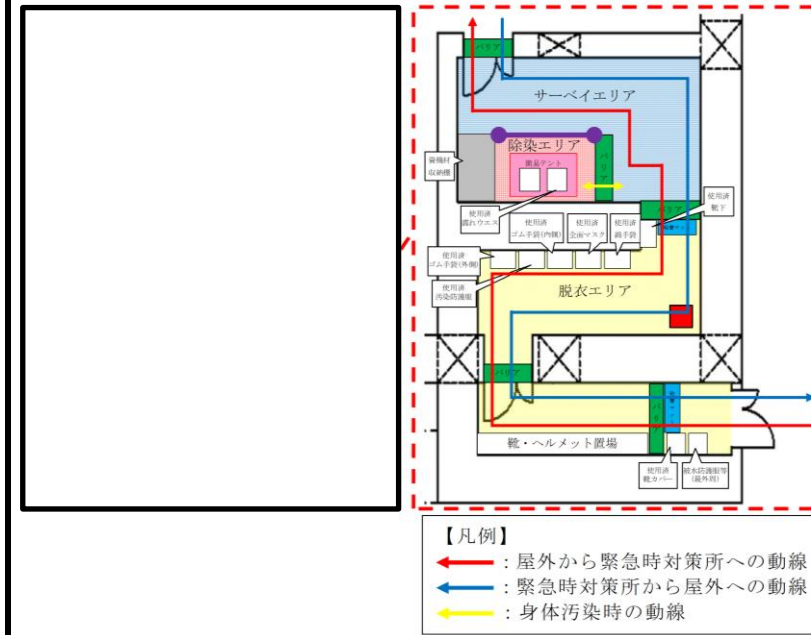 バリア
サーベイエリア
除染エリア
簡易テント
バリア
資機材
収納棚
使用済
濡れウエス
使用済
靴下
バリア
使用済
ゴム手袋(内側)
使用済
全面マスク
使用済
綿手袋
使用済
ゴム手袋(外側)
使用済
汚染防護服
脱衣エリア
バリア
バリア
靴・ヘルメット置場
使用済
靴カバー
被水防護服等
(最外周)
【凡例】
：屋外から緊急時対策所への動線
：緊急時対策所から屋外への動線
：身体汚染時の動線